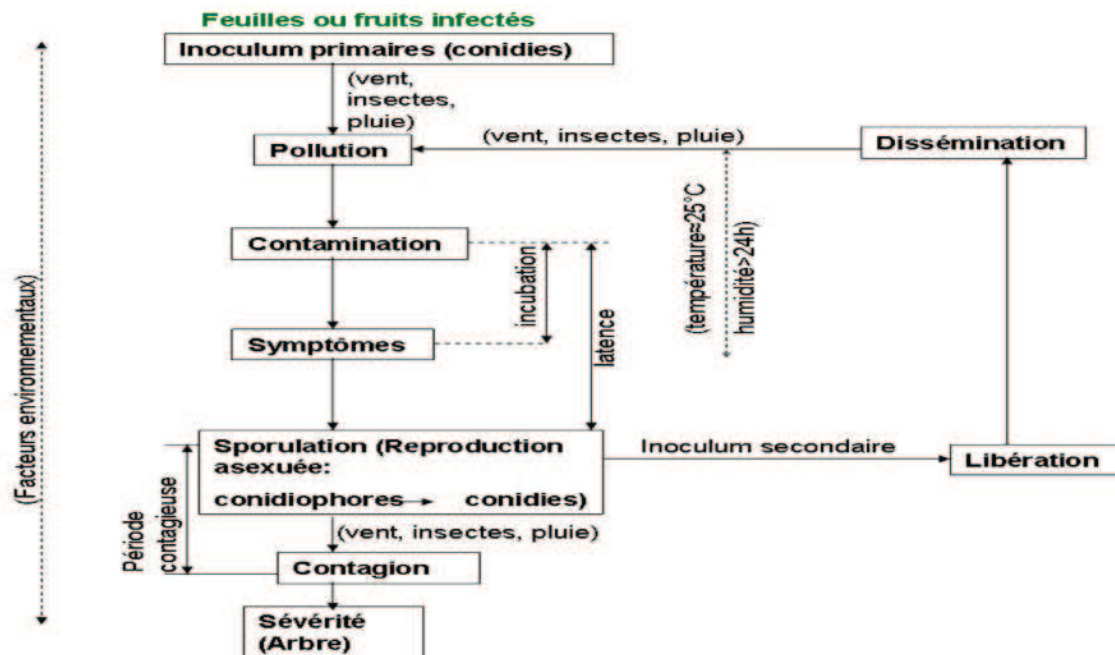 Feuilles ou fruits infectés
Inoculum primaires (conidies)
(vent,
insectes,
pluie)
(vent, insectes, pluie)
Dissémination
Pollution
Contamination
incubation
latence
(température≈25°C
humidité>24h)
Symptômes
(Facteurs environnementaux)
Sporulation (Reproduction
asexuée:
conidiophores → conidies)
Inoculum secondaire
Libération
Période
contagieuse
(vent, insectes, pluie)
Contagion
Sévérité
(Arbre)